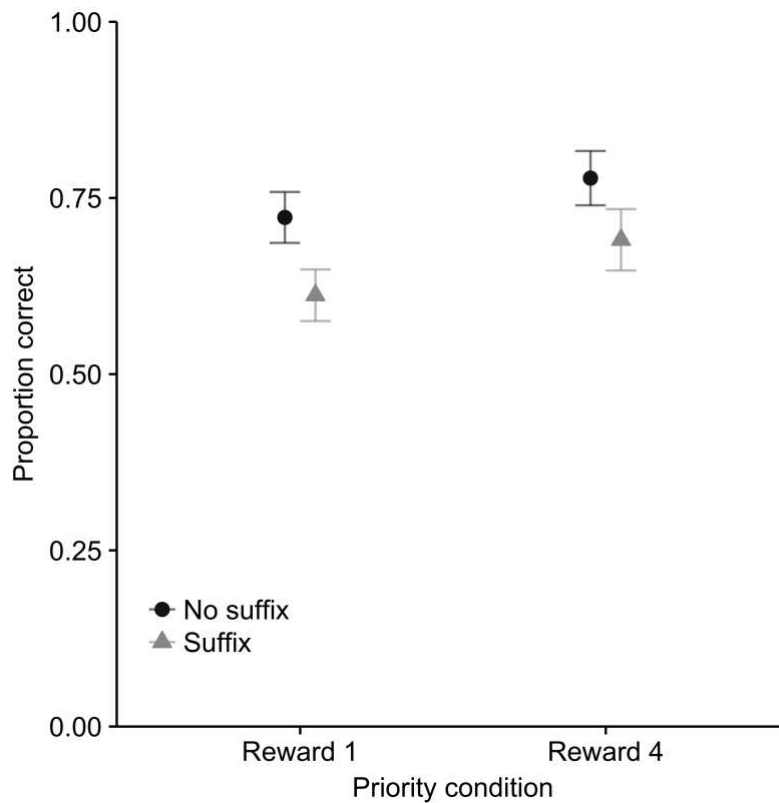 1.00
0.75
0.50
0.25
0.00
Proportion correct
No suffix
Suffix
Reward 1 Reward 4
Priority condition